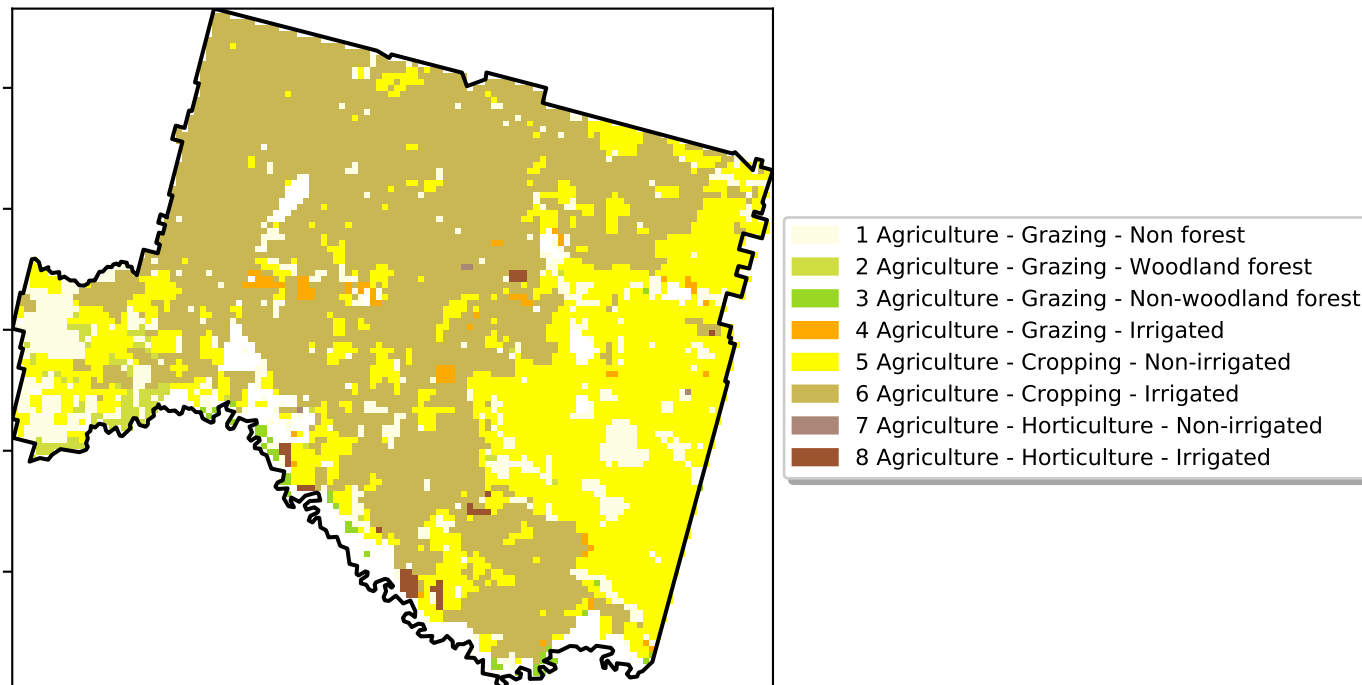 1 Agriculture - Grazing - Non forest
2 Agriculture - Grazing - Woodland forest
3 Agriculture - Grazing - Non-woodland forest
4 Agriculture - Grazing - Irrigated
5 Agriculture - Cropping - Non-irrigated
6 Agriculture - Cropping - Irrigated
7 Agriculture - Horticulture - Non-irrigated
8 Agriculture - Horticulture - Irrigated